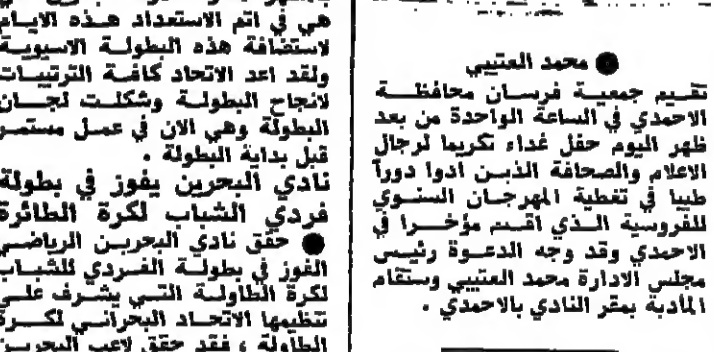 ● محمد العتيبي
تقيم جمعية فرسان محافظة
الاحمدي في الساعة الواحدة من بعد
ظهر اليوم حفل غداء تكريما لرجال
الاعلام والصحافة الذين ادوا دوراً
طيبا في تغطية المهرجان السنوي
للفروسية الذي اقيم مؤخرا في
الاحمدي وقد وجه الدعوة رئيس
مجلس الادارة محمد العتيبي وستقام
المأدبة بمقر النادي بالاحمدي .
هي في اتم الاستعداد هذه الايام
لاستضافة هذه البطولة الاسيوية
ولقد اعد الاتحاد كافة الترتيبات
لانجاح البطولة وشكلت لجان
البطولة وهي الان في عمل مستمر
قبل بداية البطولة .
نادي البحرين يفوز في بطولة
فردي الشباب لكرة الطائرة
● حقق نادي البحرين الرياضي
الفوز في بطولة الفردي للشباب
لكرة الطاولة التي يشرف على
تنظيمها الاتحاد البحراني لكرة
الطاولة ، فقد حقق لاعب البحرين